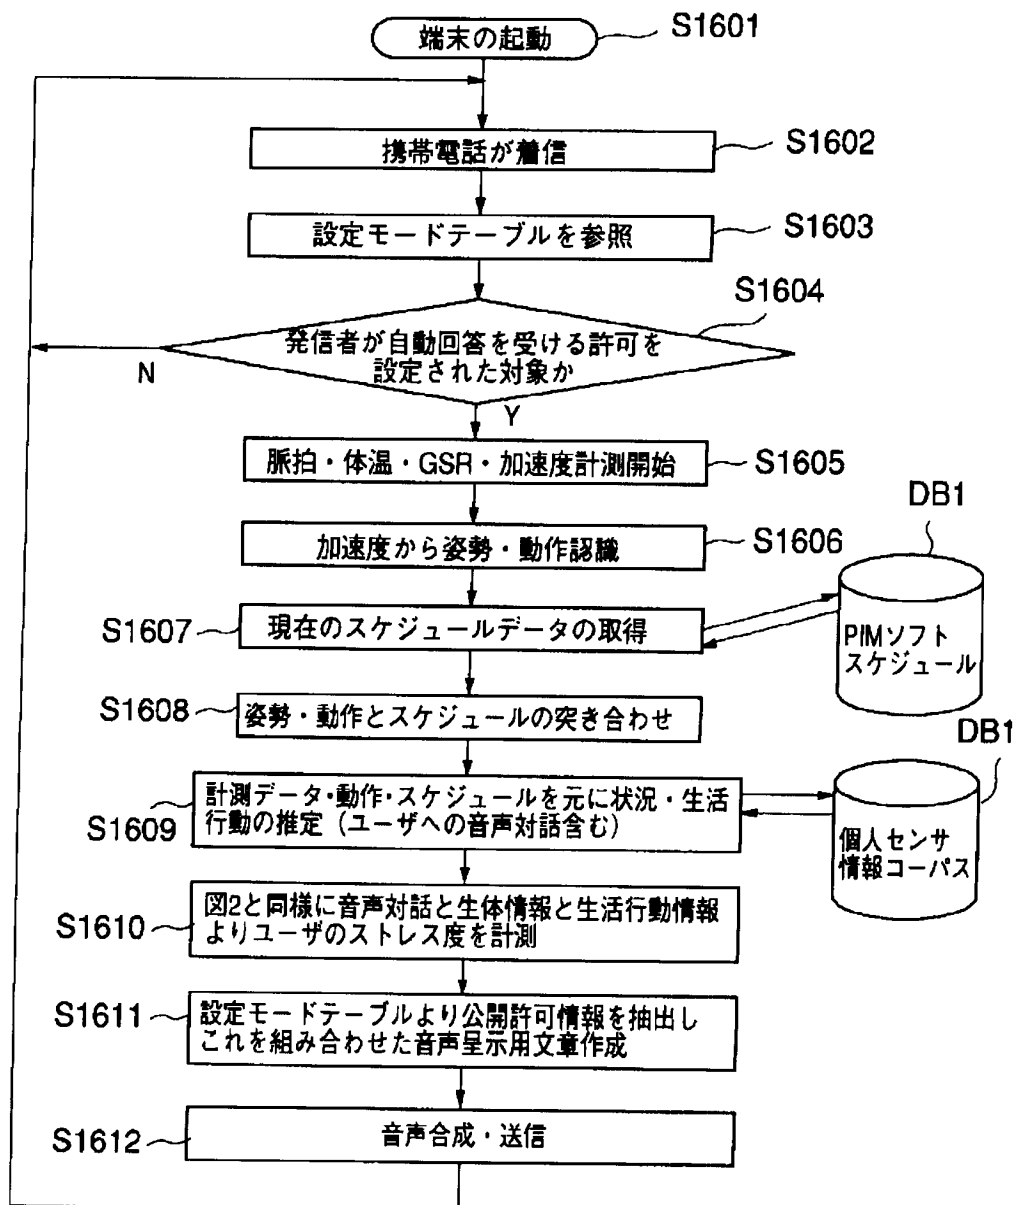 端末の起動
S1601
携帯電話が着信
S1602
設定モードテーブルを参照
S1603
S1604
発信者が自動回答を受ける許可を
設定された対象か
N
Y
脈拍・体温・GSR・加速度計測開始
S1605
加速度から姿勢・動作認識
S1606
DB1
S1607
現在のスケジュールデータの取得
PIMソフト
スケジュール
S1608
姿勢・動作とスケジュールの突き合わせ
DB1
S1609
計測データ・動作・スケジュールを元に状況・生活
行動の推定（ユーザへの音声対話含む）
個人センサ
情報コーパス
S1610
図2と同様に音声対話と生体情報と生活行動情報
よりユーザのストレス度を計測
S1611
設定モードテーブルより公開許可情報を抽出し
これを組み合わせた音声呈示用文章作成
S1612
音声合成・送信